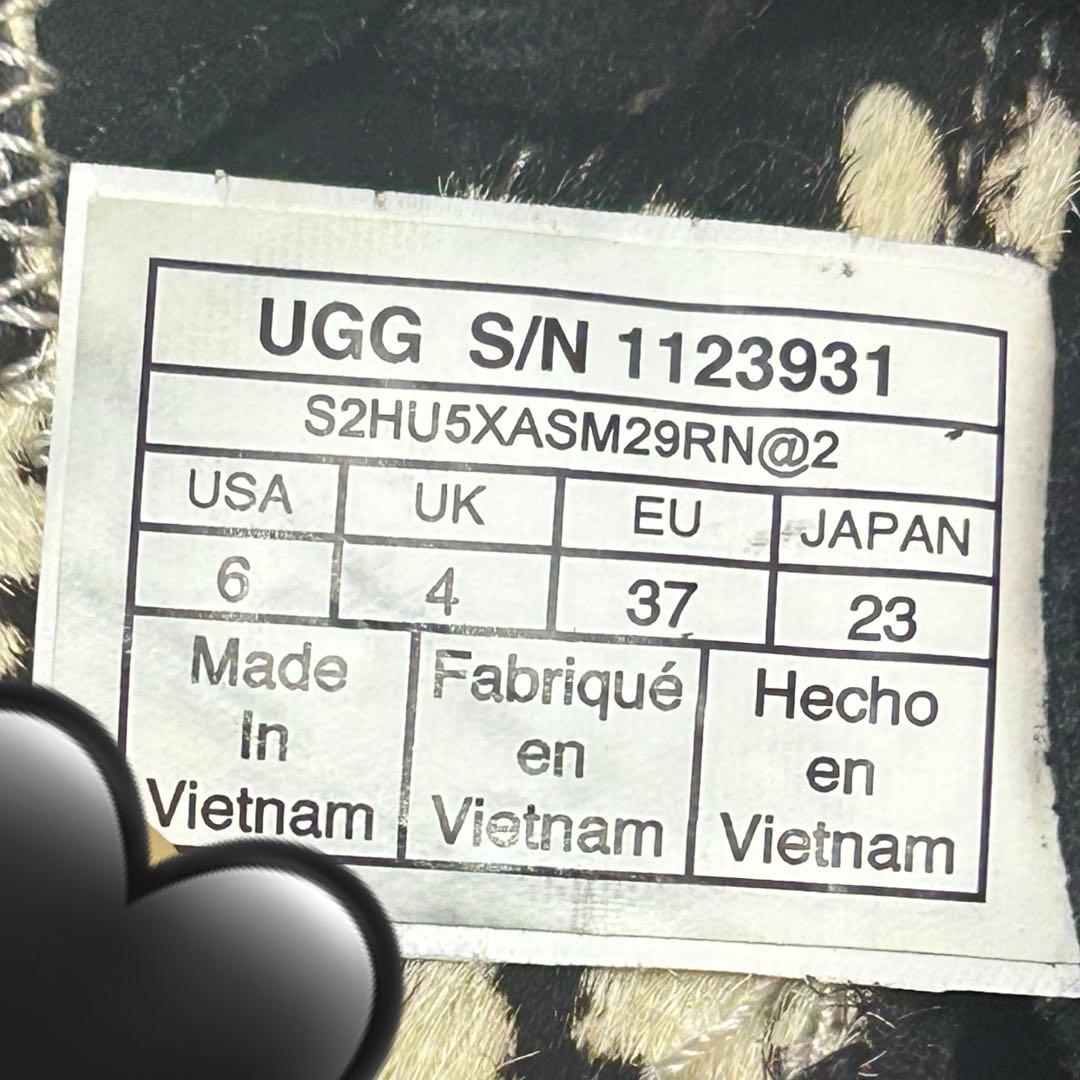 UGG S/N 1123931
S2HU5XASM29RN@2
USA UK EU JAPAN
6 4 37 23
Made
In
Vietnam
Fabriqué
en
Vietnam
Hecho
en
Vietnam